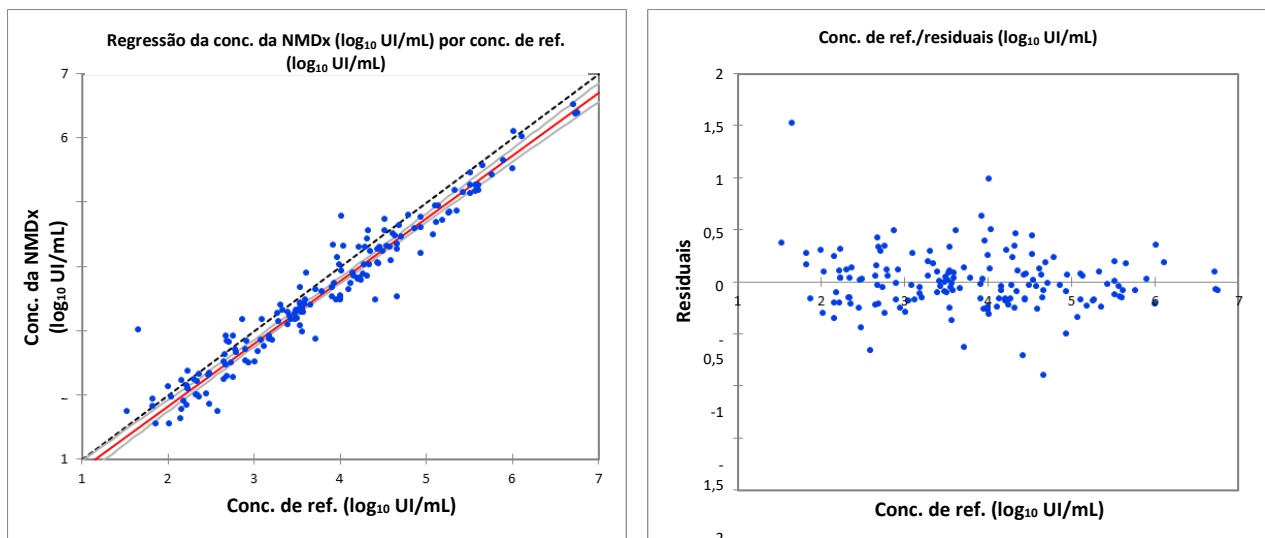 Regressão da conc. da NMDx (log₁₀ UI/mL) por conc. de ref.
(log₁₀ UI/mL)
7
6
-
1
1 2 3 4 5 6 7
Conc. da NMDx
(log₁₀ UI/mL)
Conc. de ref. (log₁₀ UI/mL)
Conc. de ref./residuais (log₁₀ UI/mL)
2
1,5
1
0,5
0
-
0,5
-1
-
1,5
-2
1 2 3 4 5 6 7
Residuais
Conc. de ref. (log₁₀ UI/mL)